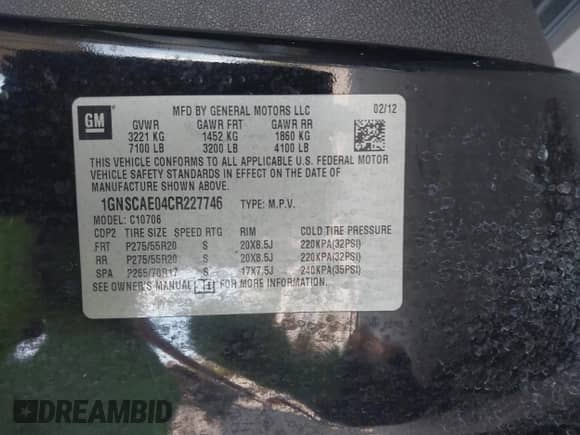 GM
MFD BY GENERAL MOTORS LLC 02/12
GVWR GAWR FRT GAWR RR
3221 KG 1452 KG 1860 KG
7100 LB 3200 LB 4100 LB
THIS VEHICLE CONFORMS TO ALL APPLICABLE U.S. FEDERAL MOTOR
VEHICLE SAFETY STANDARDS IN EFFECT ON THE DATE OF
MANUFACTURE SHOWN ABOVE.
1GNSCAE04CR227746 TYPE: M.P.V.
MODEL: C10706
CDP2 TIRE SIZE SPEED RTG RIM COLD TIRE PRESSURE
FRT P275/55R20 S 20X8.5J 220KPA(32PSI)
RR P275/55R20 S 20X8.5J 220KPA(32PSI)
SPA P265/70R17 S 17X7.5J 240KPA(35PSI)
SEE OWNER'S MANUAL FOR MORE INFORMATION.
DREAMBID